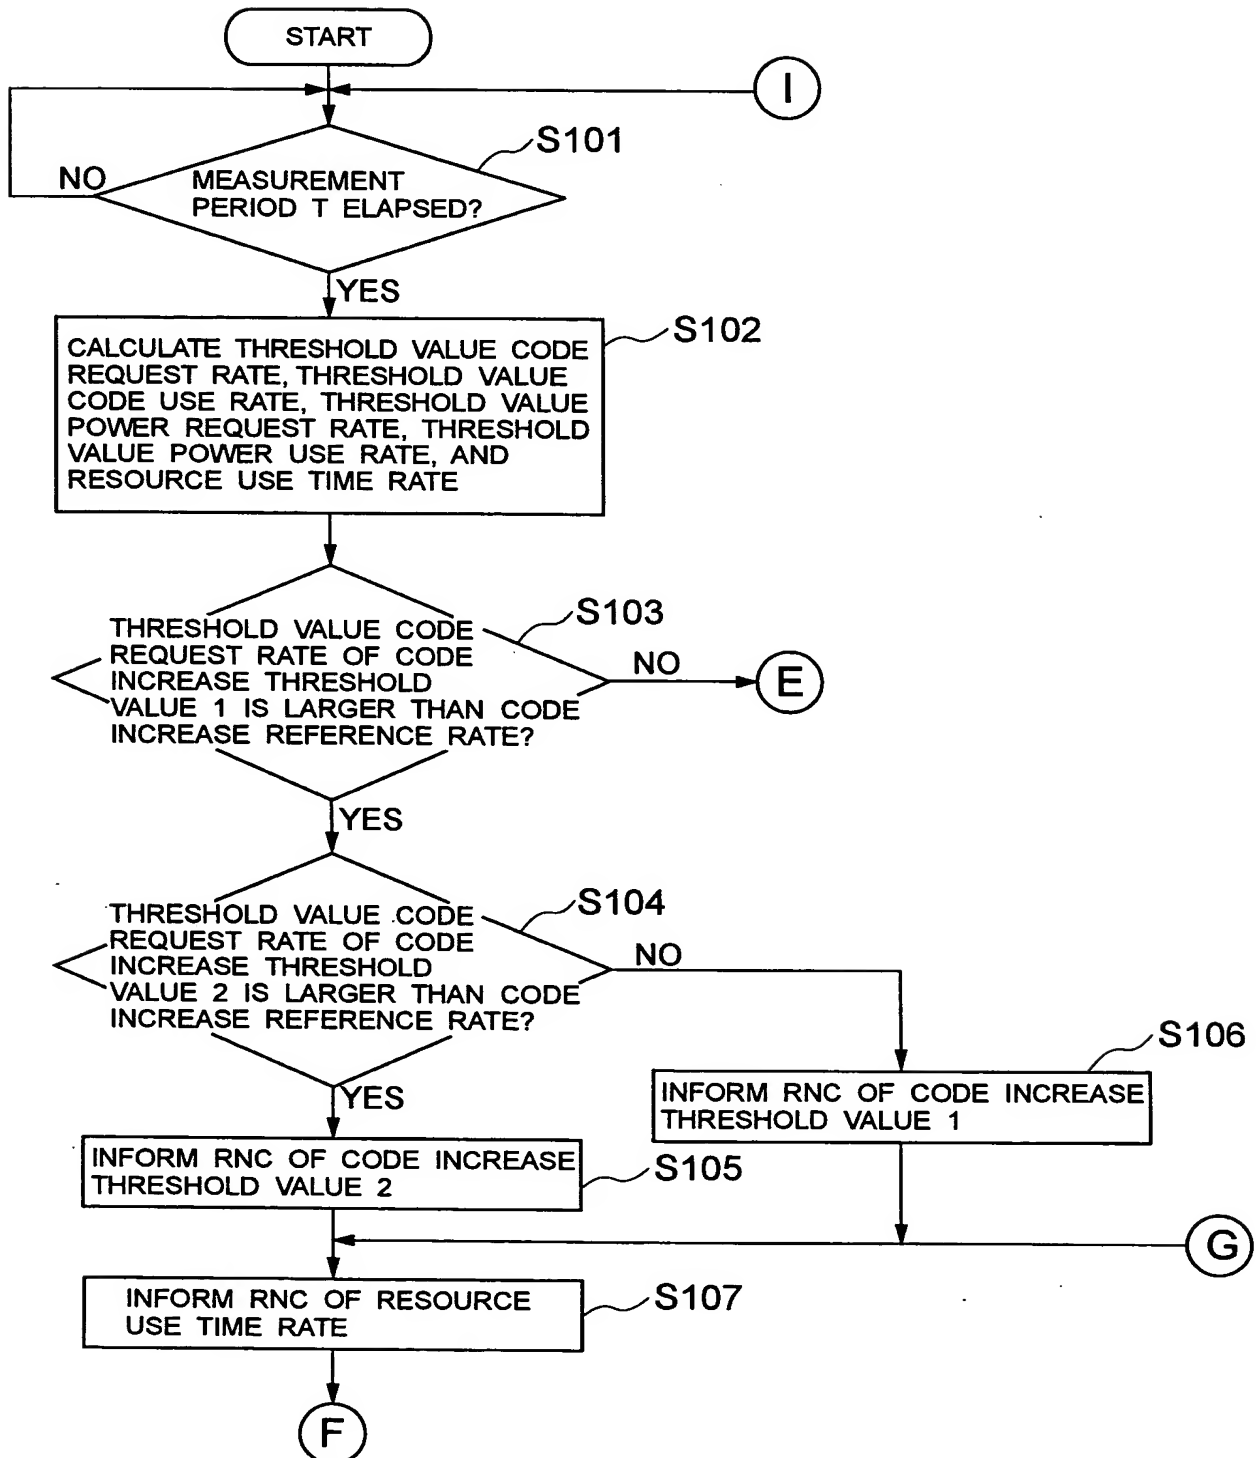 START
I
S101
NO
MEASUREMENT
PERIOD T ELAPSED?
YES
S102
CALCULATE THRESHOLD VALUE CODE
REQUEST RATE, THRESHOLD VALUE
CODE USE RATE, THRESHOLD VALUE
POWER REQUEST RATE, THRESHOLD
VALUE POWER USE RATE, AND
RESOURCE USE TIME RATE
S103
THRESHOLD VALUE CODE
REQUEST RATE OF CODE
INCREASE THRESHOLD
VALUE 1 IS LARGER THAN CODE
INCREASE REFERENCE RATE?
NO
E
YES
S104
THRESHOLD VALUE CODE
REQUEST RATE OF CODE
INCREASE THRESHOLD
VALUE 2 IS LARGER THAN CODE
INCREASE REFERENCE RATE?
NO
S106
YES
INFORM RNC OF CODE INCREASE
THRESHOLD VALUE 1
INFORM RNC OF CODE INCREASE
THRESHOLD VALUE 2
S105
G
INFORM RNC OF RESOURCE
USE TIME RATE
S107
F